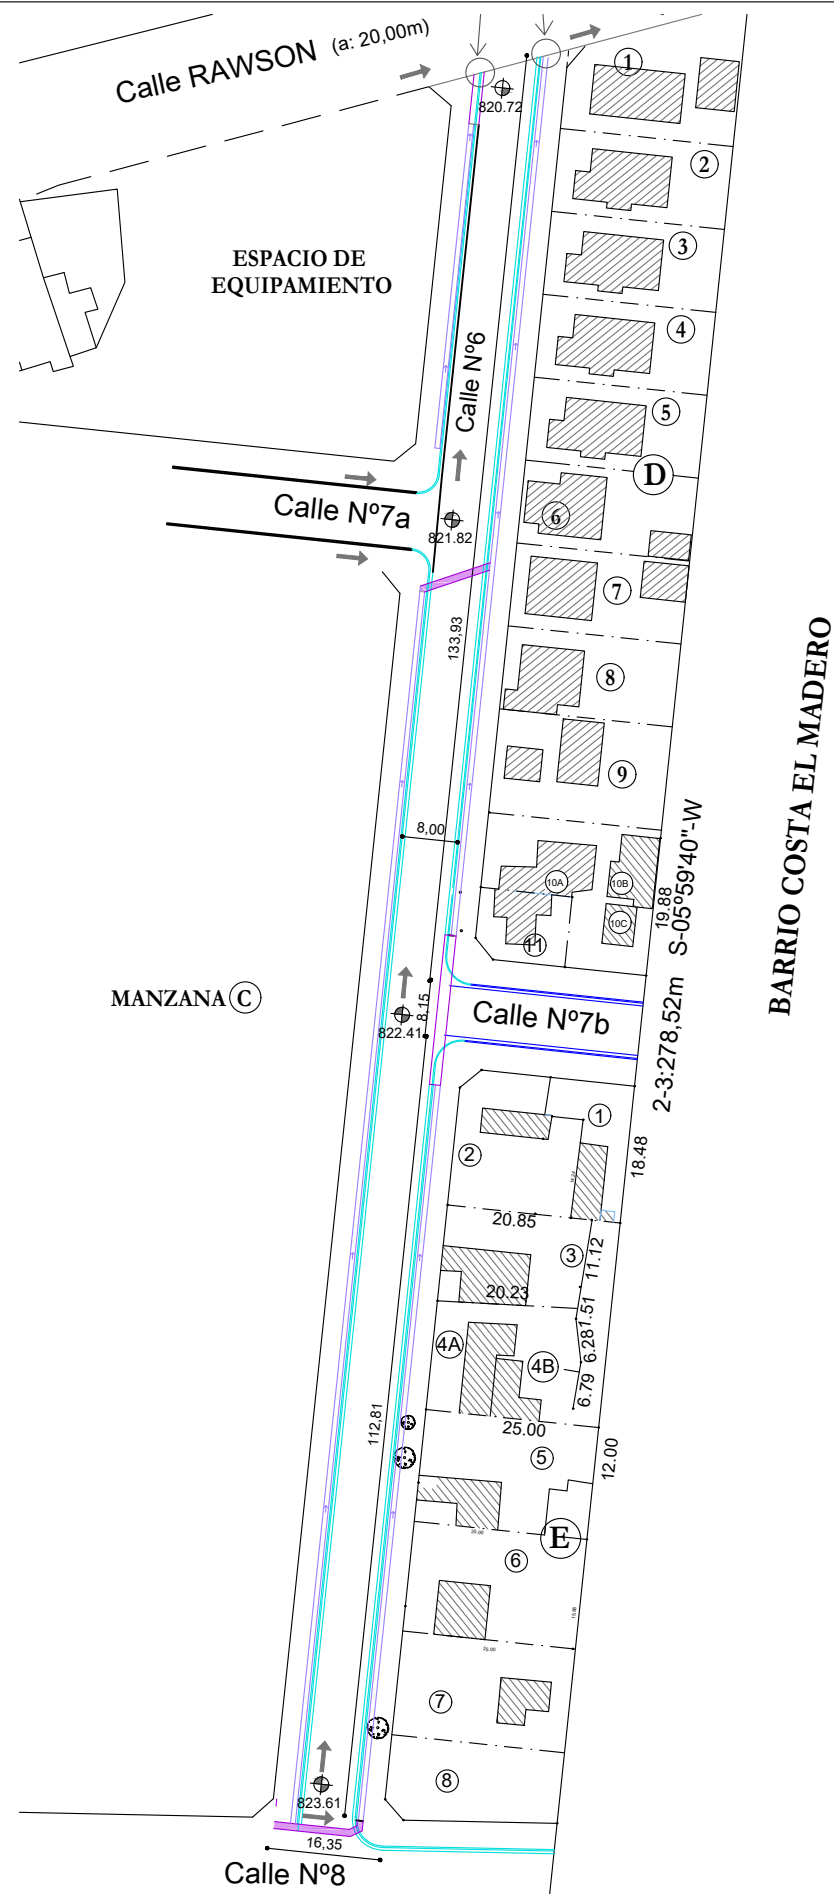 Calle RAWSON (a: 20,00m)
820.72
1
2
ESPACIO DE
EQUIPAMIENTO
3
4
Calle Nº6
5
D
Calle Nº7a
6
821.82
7
133,93
8
BARRIO COSTA EL MADERO
9
8,00
10A
10B
10C
11
19.88
2-3:278,52m S-05º59'40"-W
MANZANA C
8,15
822.41
Calle Nº7b
1
2
18.48
20.85
3
11.12
20.23
1.51
6.28
4A
4B
6.79
112,81
25.00
5
12.00
E
25.00
6
25.00
7
8
823.61
16,35
Calle Nº8